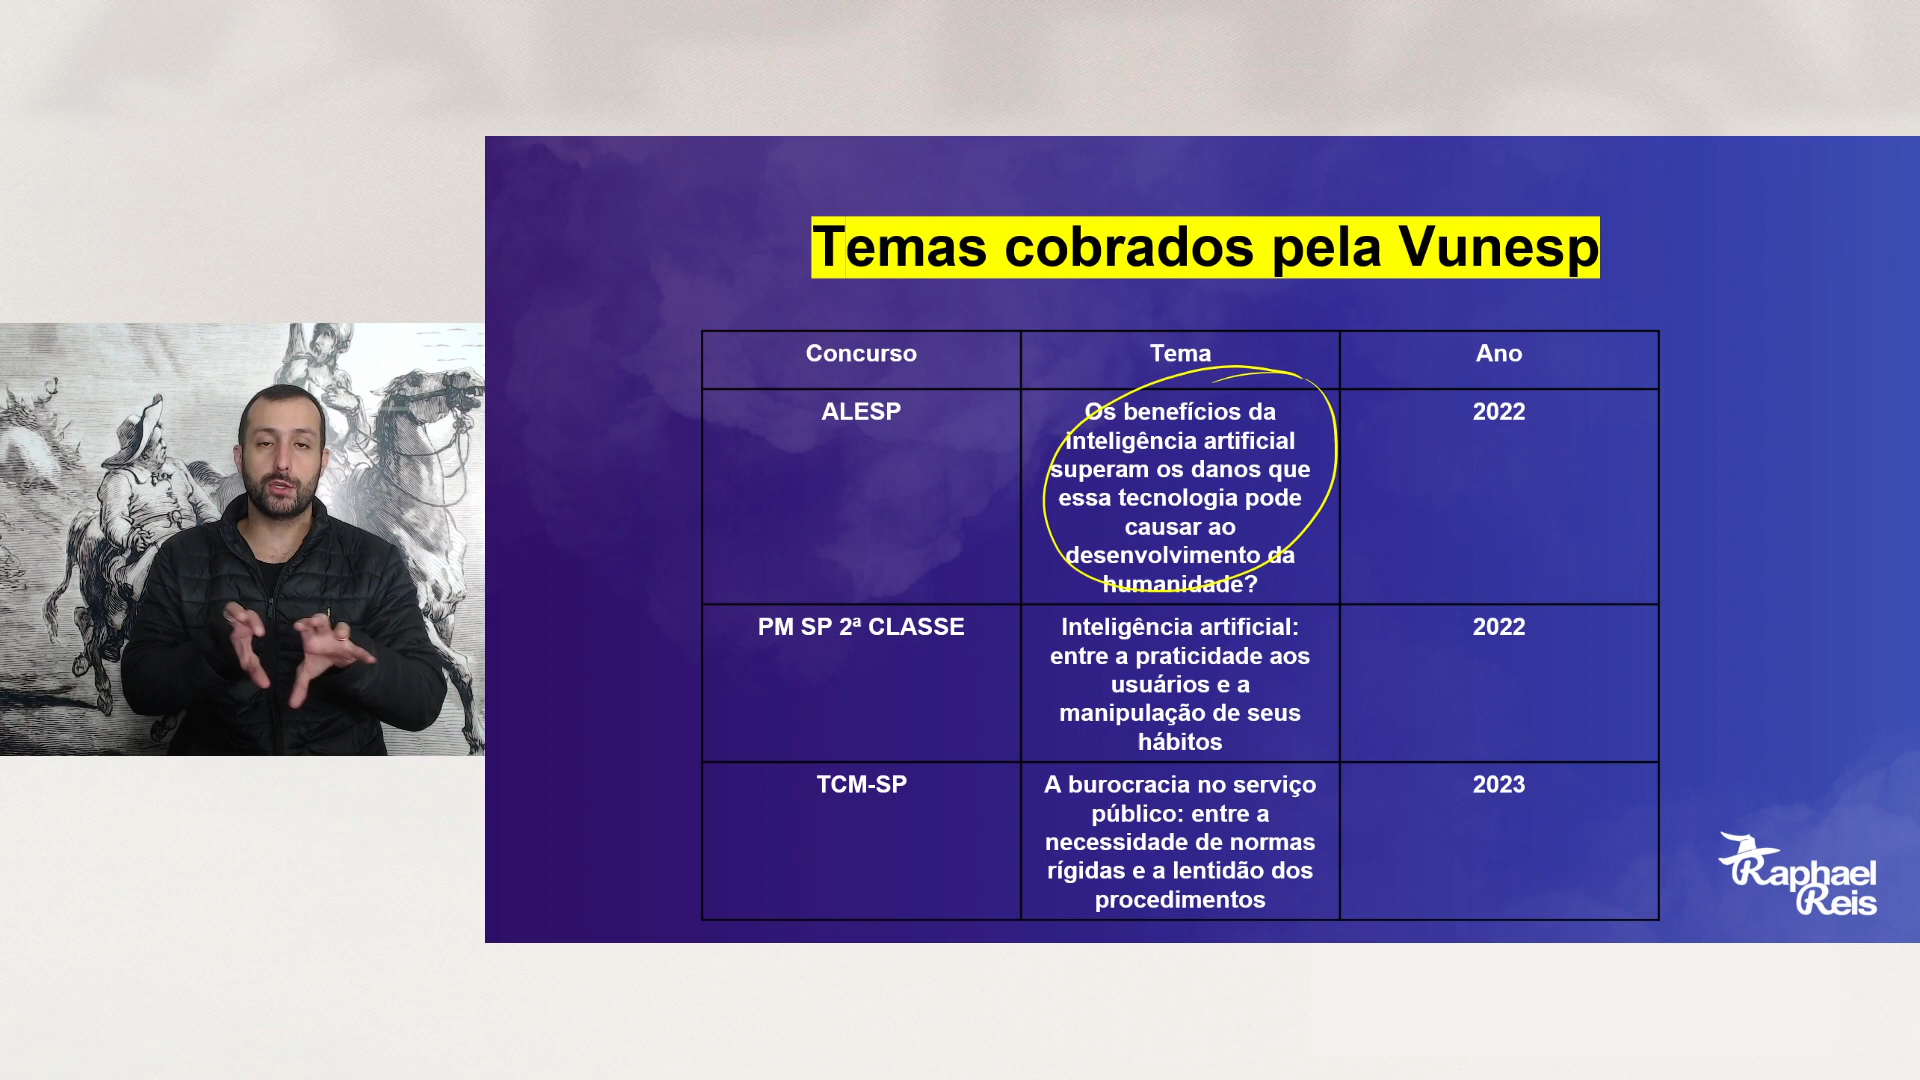 Temas cobrados pela Vunesp
Concurso
Tema
Ano
ALESP
Os benefícios da
inteligência artificial
superam os danos que
essa tecnologia pode
causar ao
desenvolvimento da
humanidade?
2022
PM SP 2ª CLASSE
Inteligência artificial:
entre a praticidade aos
usuários e a
manipulação de seus
hábitos
2022
TCM-SP
A burocracia no serviço
público: entre a
necessidade de normas
rígidas e a lentidão dos
procedimentos
2023
Raphael
Reis